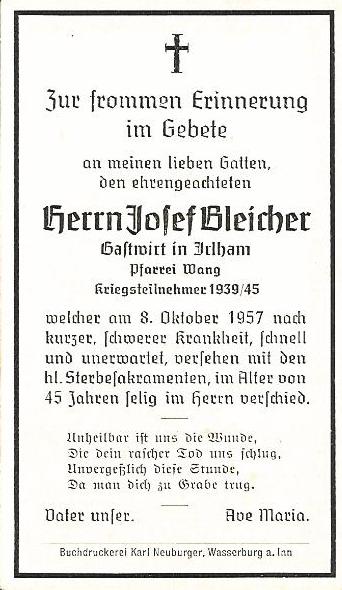 Zur frommen Erinnerung
im Gebete
an meinen lieben Gatten,
den ehrengeachteten
Herrn Josef Bleicher
Gastwirt in Irlham
Pfarrei Wang
Kriegsteilnehmer 1939/45
welcher am 8. Oktober 1957 nach
kurzer, schwerer Krankheit, schnell
und unerwartet, versehen mit den
hl. Sterbesakramenten, im Alter von
45 Jahren selig im Herrn verschied.
Unheilbar ist uns die Wunde,
Die dein rascher Tod uns schlug,
Unvergeßlich diese Stunde,
Da man dich zu Grabe trug.
Vater unser. Ave Maria.
Buchdruckerei Karl Neuburger, Wasserburg a. Inn